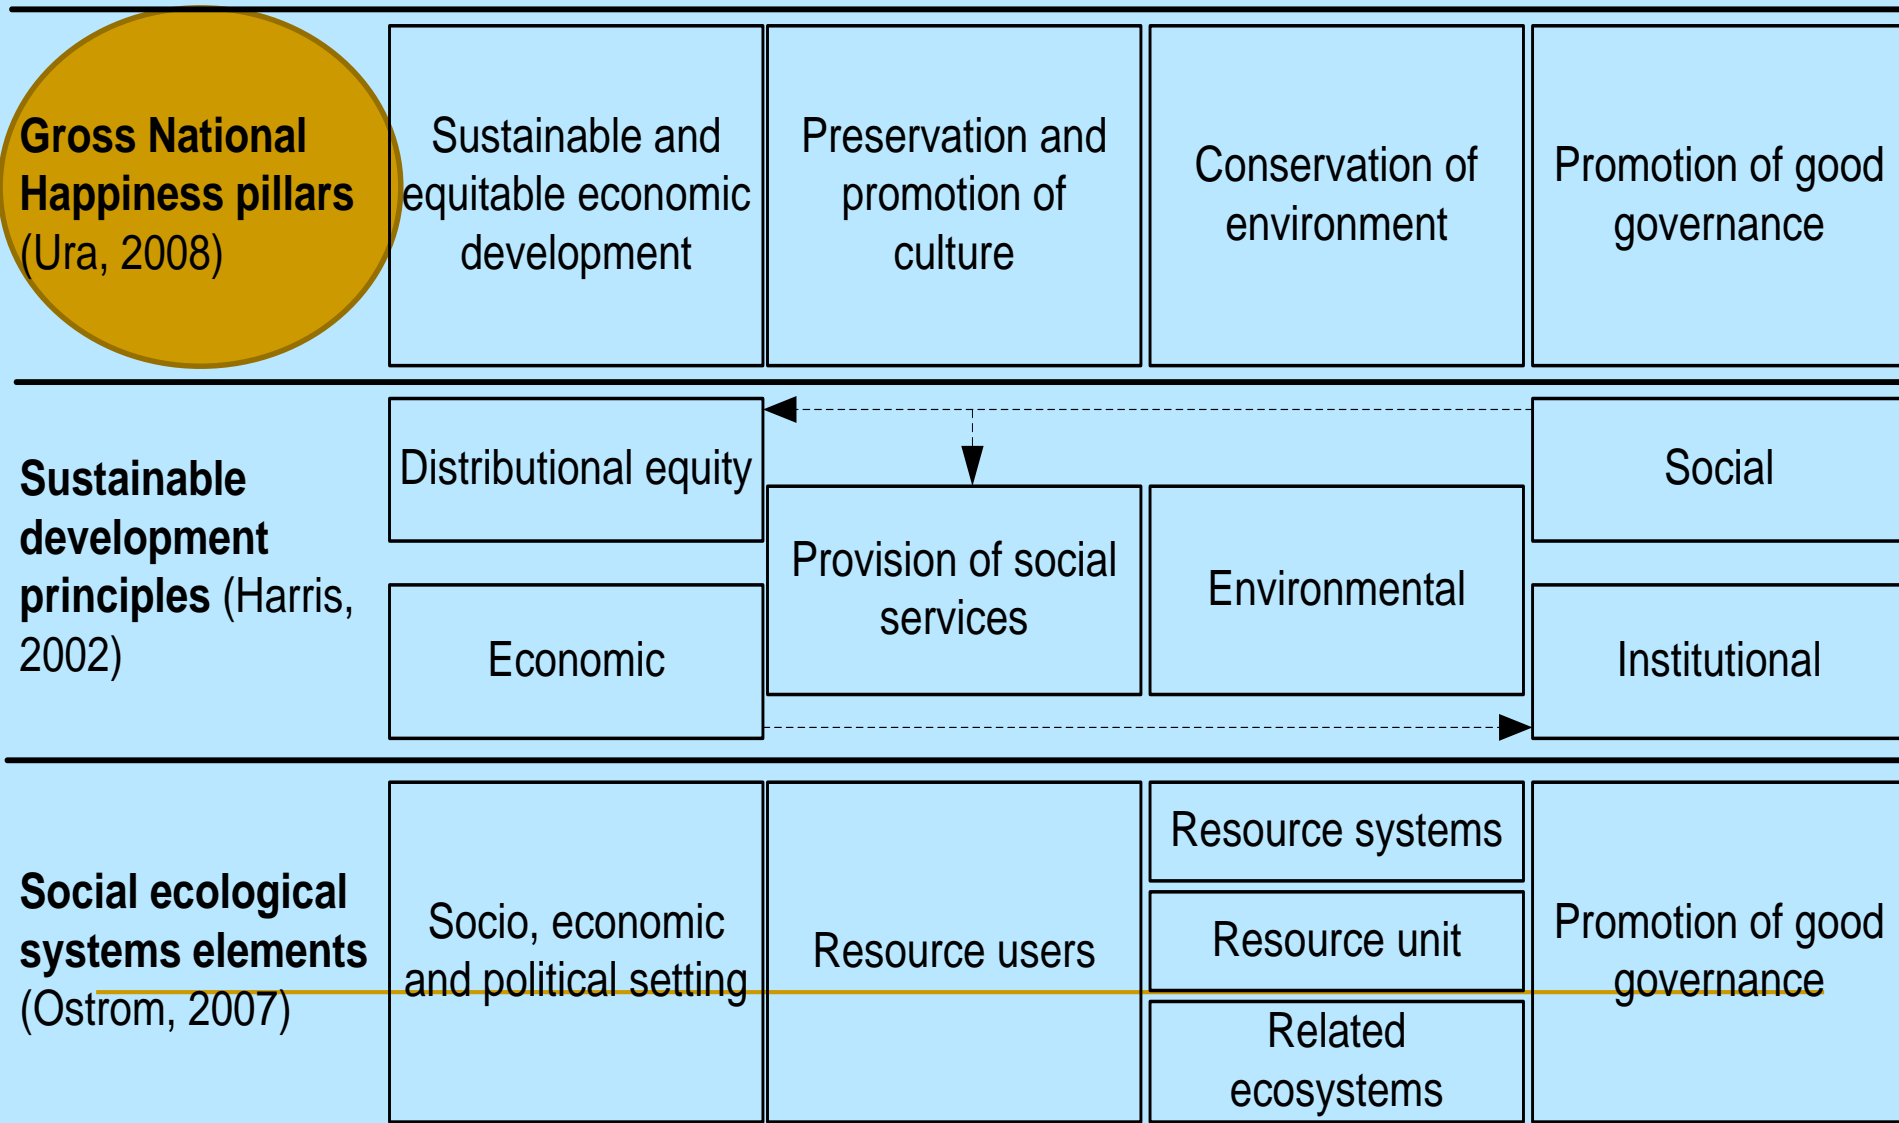 Gross National
Happiness pillars
(Ura, 2008)
Sustainable and
equitable economic
development
Preservation and
promotion of
culture
Conservation of
environment
Promotion of good
governance
Sustainable
development
principles (Harris,
2002)
Distributional equity
Economic
Provision of social
services
Environmental
Social
Institutional
Social ecological
systems elements
(Ostrom, 2007)
Socio, economic
and political setting
Resource users
Resource systems
Resource unit
Related
ecosystems
Promotion of good
governance